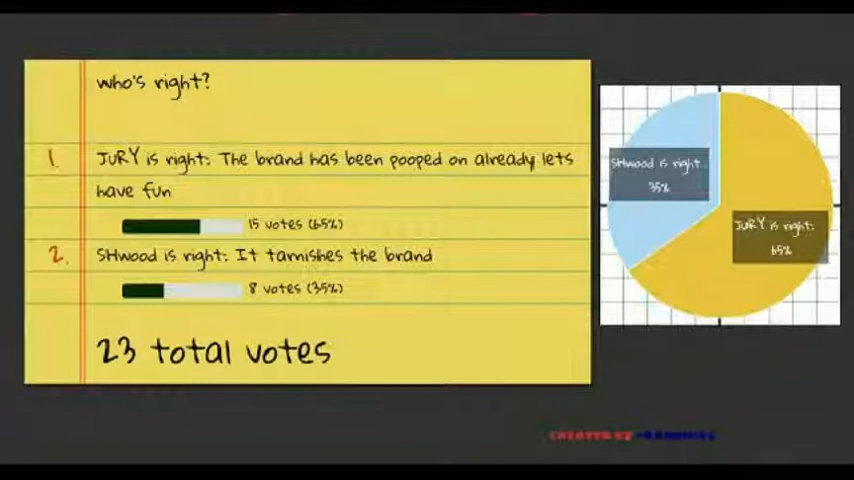 who's right?
1. JURY is right: The brand has been pooped on already lets
have fun
15 votes (65%)
2. SHwood is right: It tarnishes the brand
8 votes (35%)
23 total votes
SHwood is right:
35%
JURY is right:
65%
CREATED BY